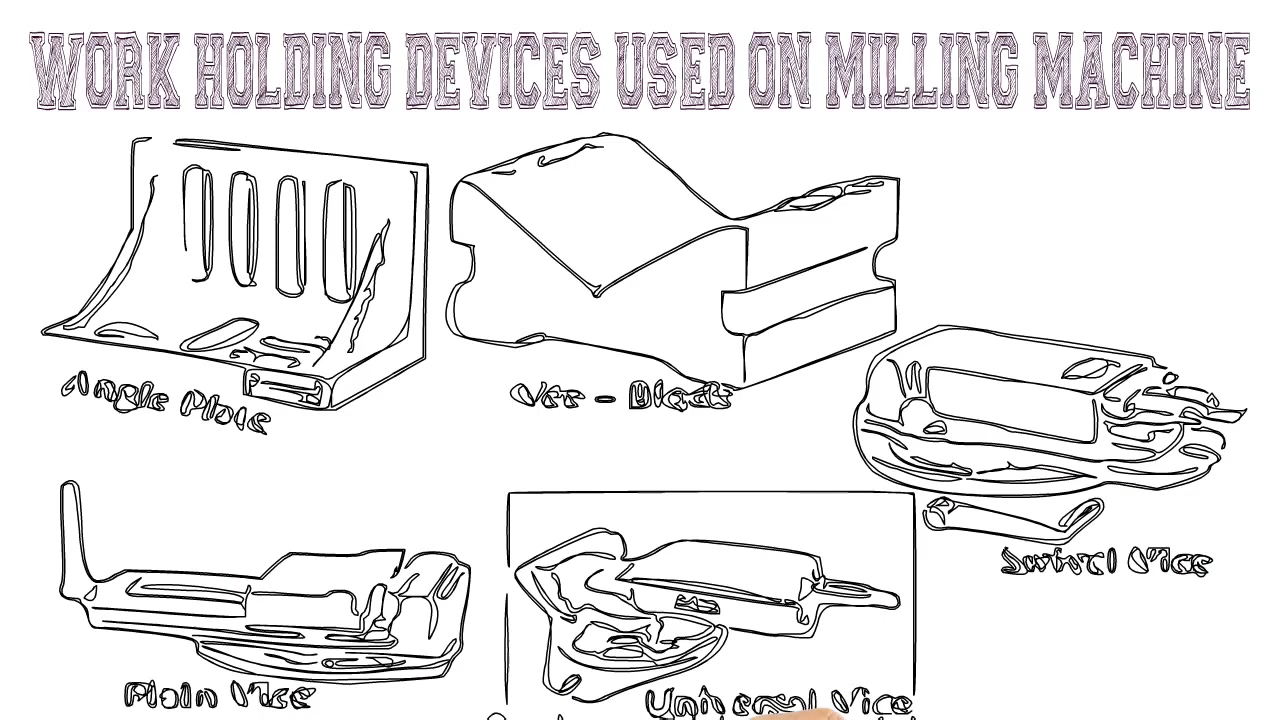 WORK HOLDING DEVICES USED ON MILLING MACHINE
Angle Plate
Vee - Block
Swivel Vice
Plain Vice
Universal Vice